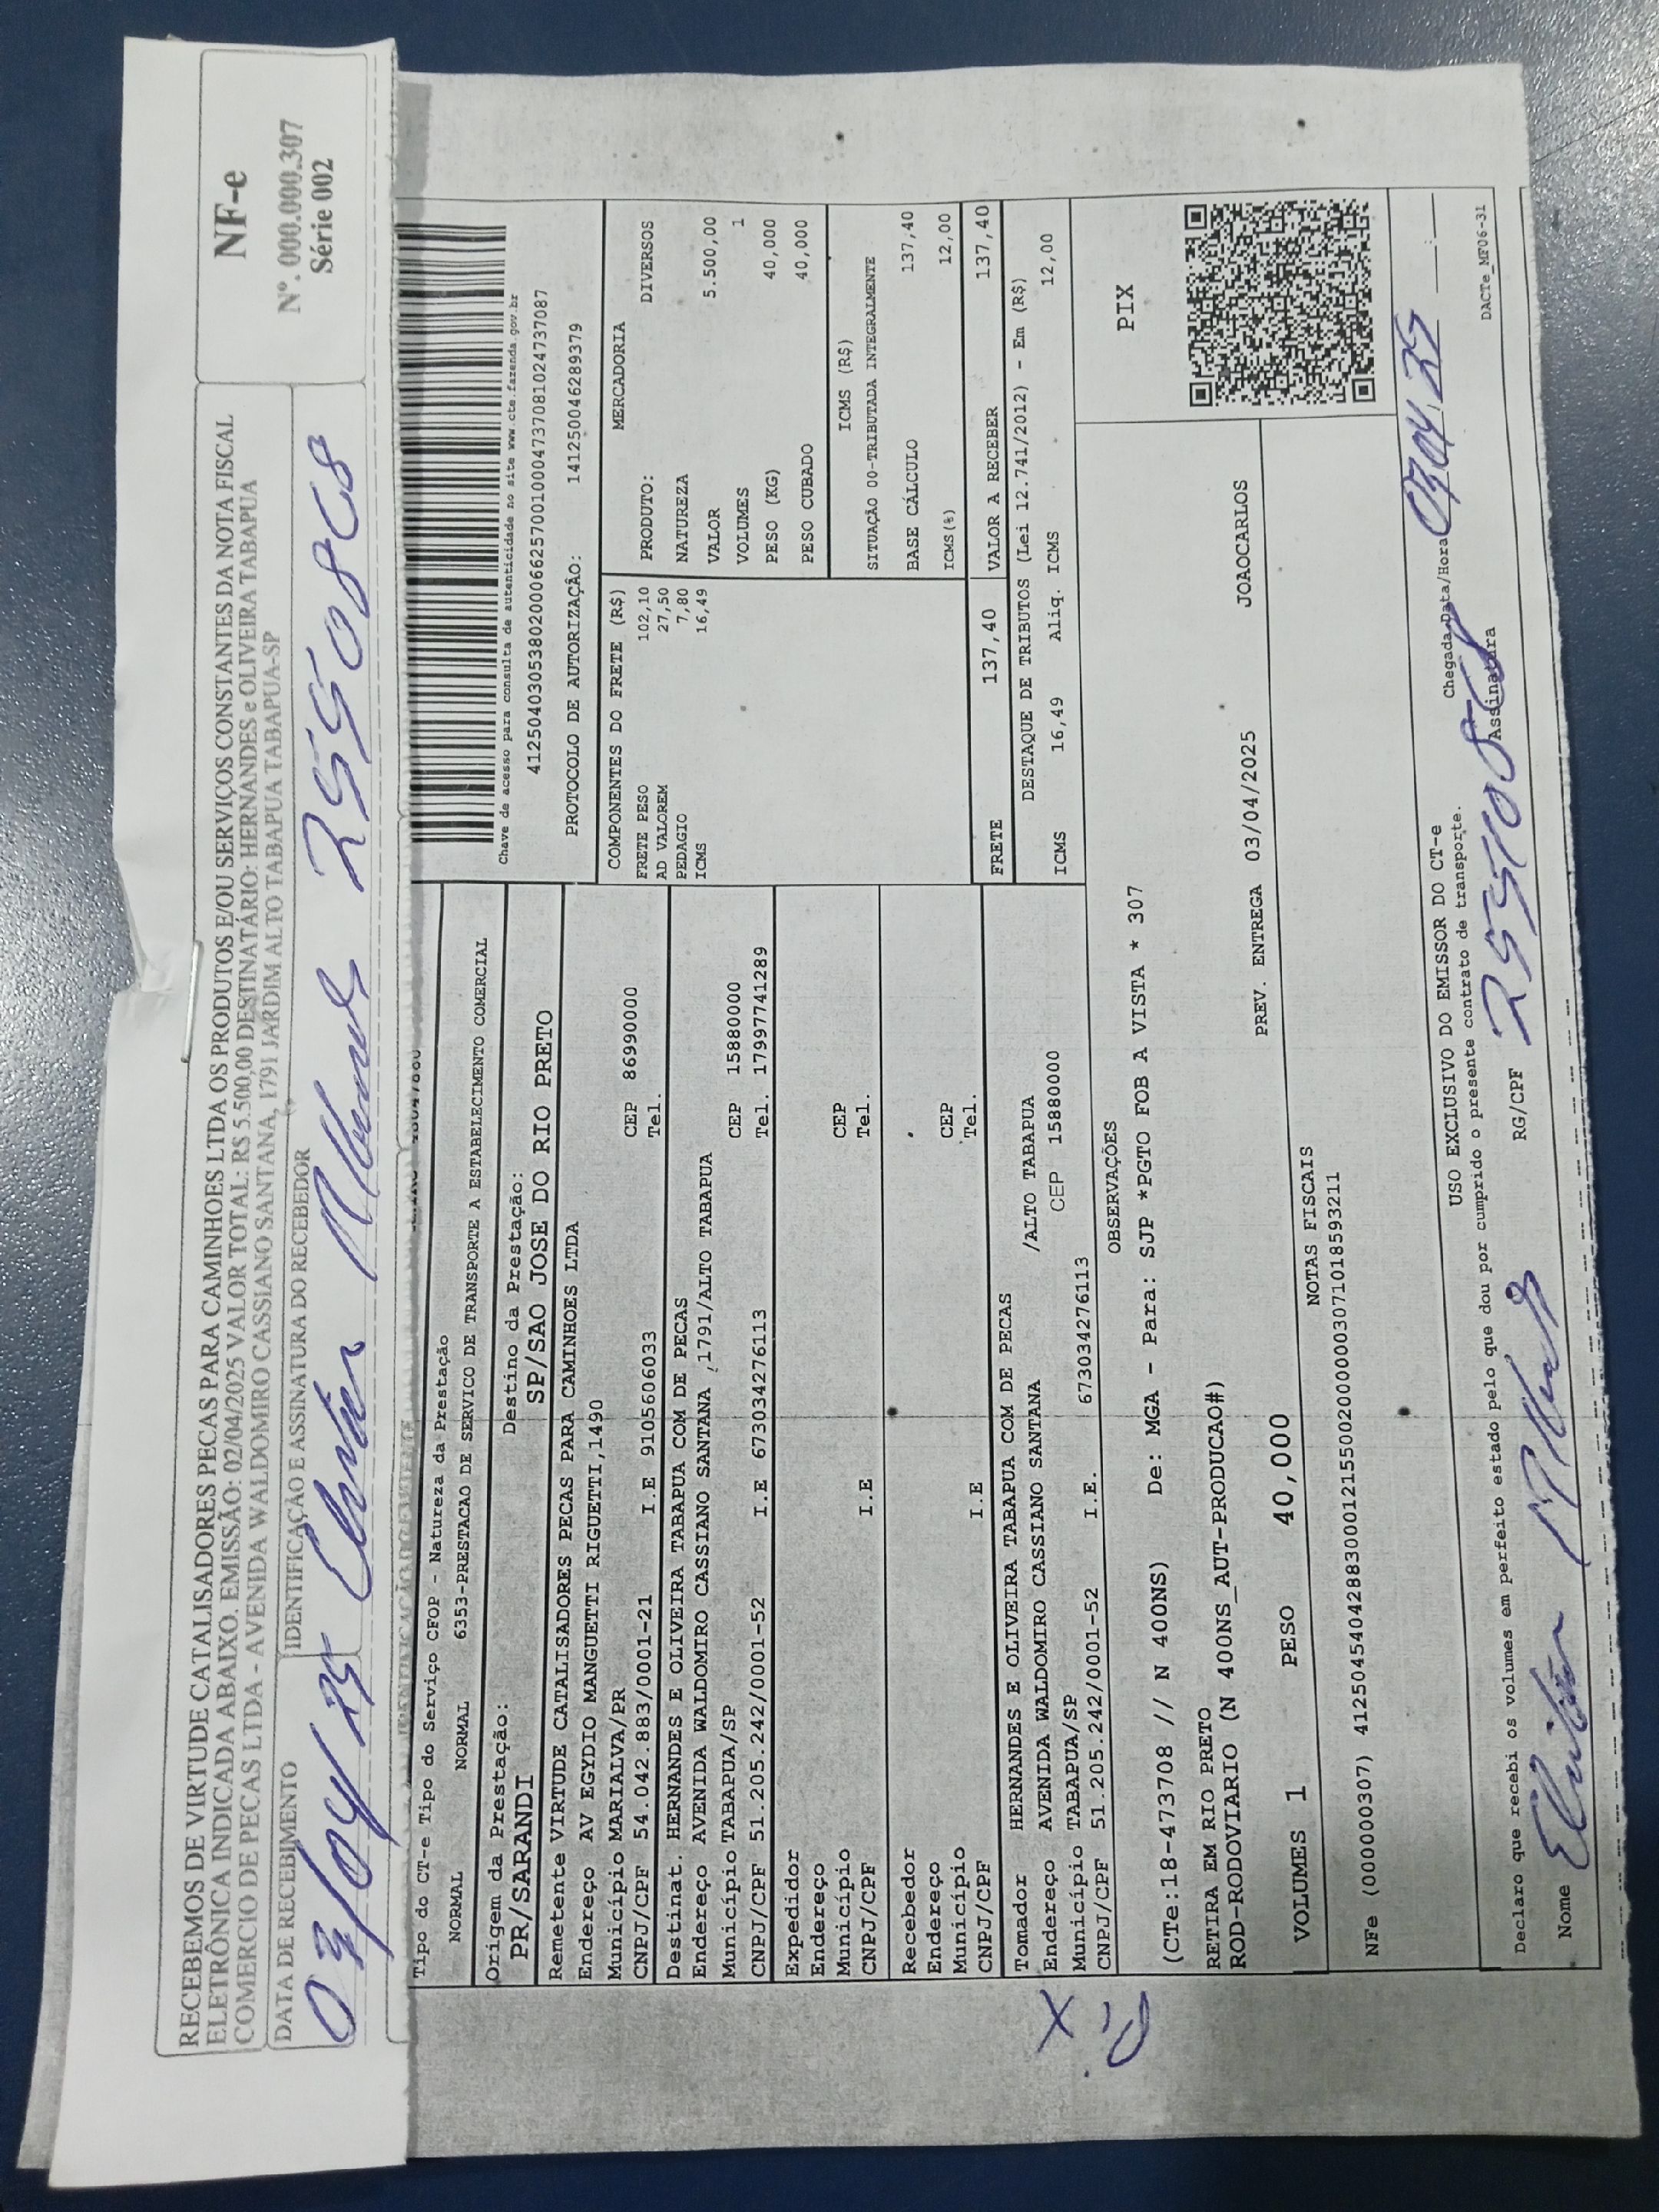 RECEBEMOS DE VIRTUDE CATALISADORES PECAS PARA CAMINHOES LTDA OS PRODUTOS E/OU SERVIÇOS CONSTANTES DA NOTA FISCAL
ELETRÔNICA INDICADA ABAIXO. EMISSÃO: 02/04/2025 VALOR TOTAL: R$ 5.500,00 DESTINATÁRIO: HERNANDES e OLIVEIRA TABAPUA
COMERCIO DE PECAS LTDA - AVENIDA WALDOMIRO CASSIANO SANTANA, 1791 JARDIM ALTO TABAPUA TABAPUA-SP
NF-e
Nº. 000.000.307
Série 002
DATA DE RECEBIMENTO
IDENTIFICAÇÃO E ASSINATURA DO RECEBEDOR
Chave de acesso para consulta de autenticidade no site www.cte.fazenda.gov.br
41250403053802000662570010004737081024737087
PROTOCOLO DE AUTORIZAÇÃO: 141250046289379
Tipo do CT-e Tipo do Serviço CFOP - Natureza da Prestação
NORMAL NORMAL 6353-PRESTACAO DE SERVICO DE TRANSPORTE A ESTABELECIMENTO COMERCIAL
Origem da Prestação: Destino da Prestação:
PR/SARANDI SP/SAO JOSE DO RIO PRETO
Remetente VIRTUDE CATALISADORES PECAS PARA CAMINHOES LTDA
Endereço AV EGYDIO MANGUETTI RIGUETTI,1490
Município MARIALVA/PR CEP 86990000
CNPJ/CPF 54.042.883/0001-21 I.E 9105606033 Tel.
Destinat. HERNANDES E OLIVEIRA TABAPUA COM DE PECAS
Endereço AVENIDA WALDOMIRO CASSIANO SANTANA ,1791/ALTO TABAPUA
Município TABAPUA/SP CEP 15880000
CNPJ/CPF 51.205.242/0001-52 I.E 673034276113 Tel. 17997741289
Expedidor
Endereço
Município CEP
CNPJ/CPF I.E Tel.
Recebedor
Endereço
Município CEP
CNPJ/CPF I.E Tel.
COMPONENTES DO FRETE (R$)
FRETE PESO 102,10
AD VALOREM 27,50
PEDAGIO 7,80
ICMS 16,49
MERCADORIA
PRODUTO: DIVERSOS
NATUREZA
VALOR 5.500,00
VOLUMES 1
PESO (KG) 40,000
PESO CUBADO 40,000
ICMS (R$)
SITUAÇÃO 00-TRIBUTADA INTEGRALMENTE
BASE CÁLCULO 137,40
ICMS(%) 12,00
FRETE 137,40 VALOR A RECEBER 137,40
Tomador HERNANDES E OLIVEIRA TABAPUA COM DE PECAS
Endereço AVENIDA WALDOMIRO CASSIANO SANTANA /ALTO TABAPUA
Município TABAPUA/SP CEP 15880000
CNPJ/CPF 51.205.242/0001-52 I.E. 673034276113
DESTAQUE DE TRIBUTOS (Lei 12.741/2012) - Em (R$)
ICMS 16,49 Aliq. ICMS 12,00
X
OBSERVAÇÕES
(CTe:18-473708 // N 400NS) De: MGA - Para: SJP *PGTO FOB A VISTA * 307
RETIRA EM RIO PRETO
ROD-RODOVIARIO (N 400NS_AUT-PRODUCAO#)
PREV. ENTREGA 03/04/2025 JOAOCARLOS
PIX
VOLUMES 1 PESO 40,000
NOTAS FISCAIS
NFe (000000307) 41250454042883000121550020000003071018593211
USO EXCLUSIVO DO EMISSOR DO CT-e
Chegada Data/Hora
Declaro que recebi os volumes em perfeito estado pelo que dou por cumprido o presente contrato de transporte.
Nome RG/CPF Assinatura
DACTe_MF06-31